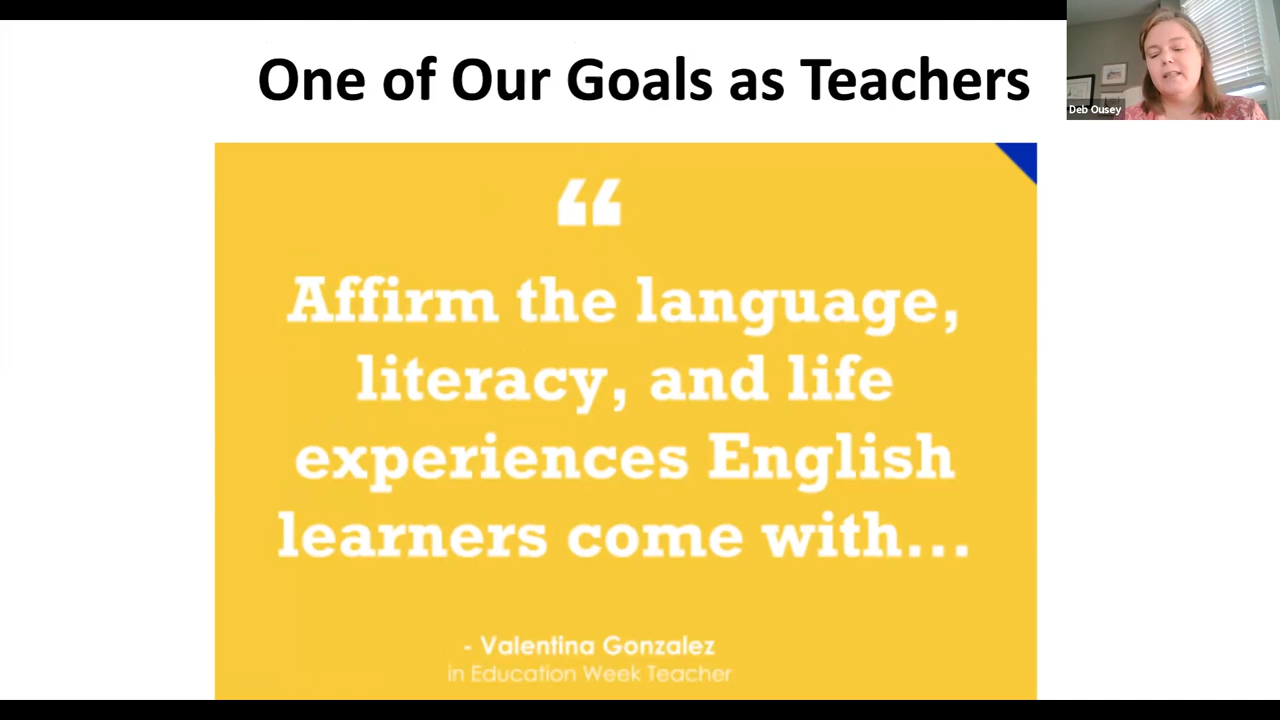 One of Our Goals as Teachers
Deb Ousey
“
Affirm the language,
literacy, and life
experiences English
learners come with...
- Valentina Gonzalez
in Education Week Teacher